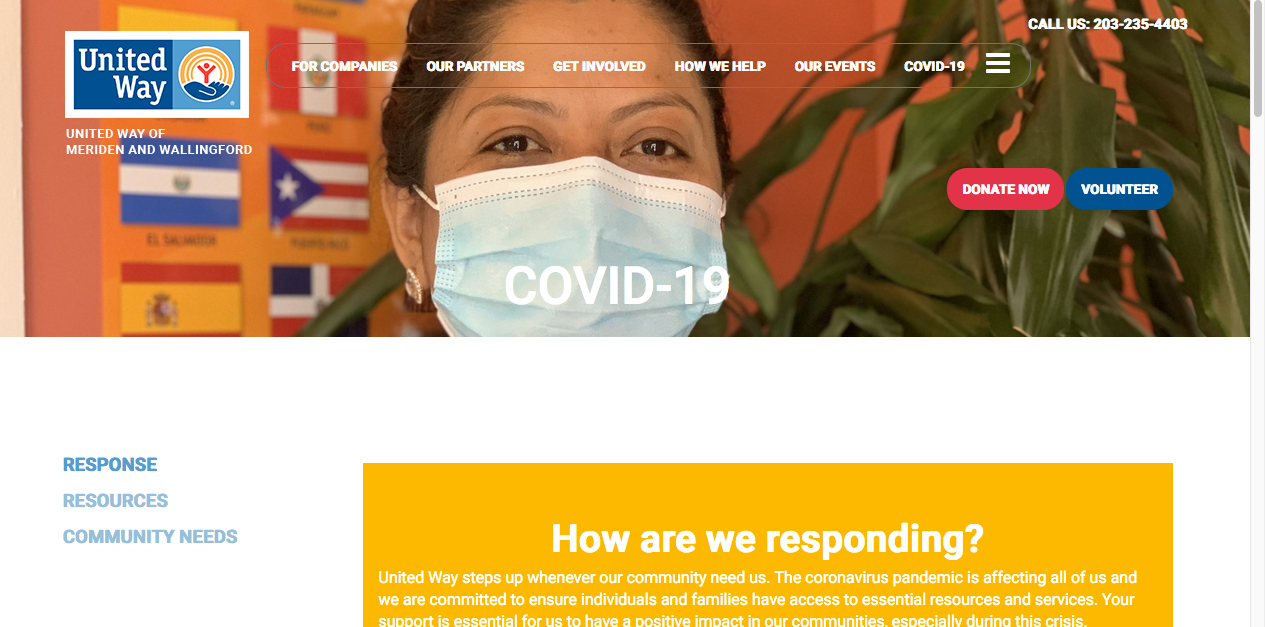 CALL US: 203-235-4403
United
Way
UNITED WAY OF
MERIDEN AND WALLINGFORD
FOR COMPANIES OUR PARTNERS GET INVOLVED HOW WE HELP OUR EVENTS COVID-19
DONATE NOW VOLUNTEER
EL SALVADOR
PUERTO RICO
COVID-19
RESPONSE
RESOURCES
COMMUNITY NEEDS
How are we responding?
United Way steps up whenever our community need us. The coronavirus pandemic is affecting all of us and
we are committed to ensure individuals and families have access to essential resources and services. Your
support is essential for us to have a positive impact in our communities, especially during this crisis.